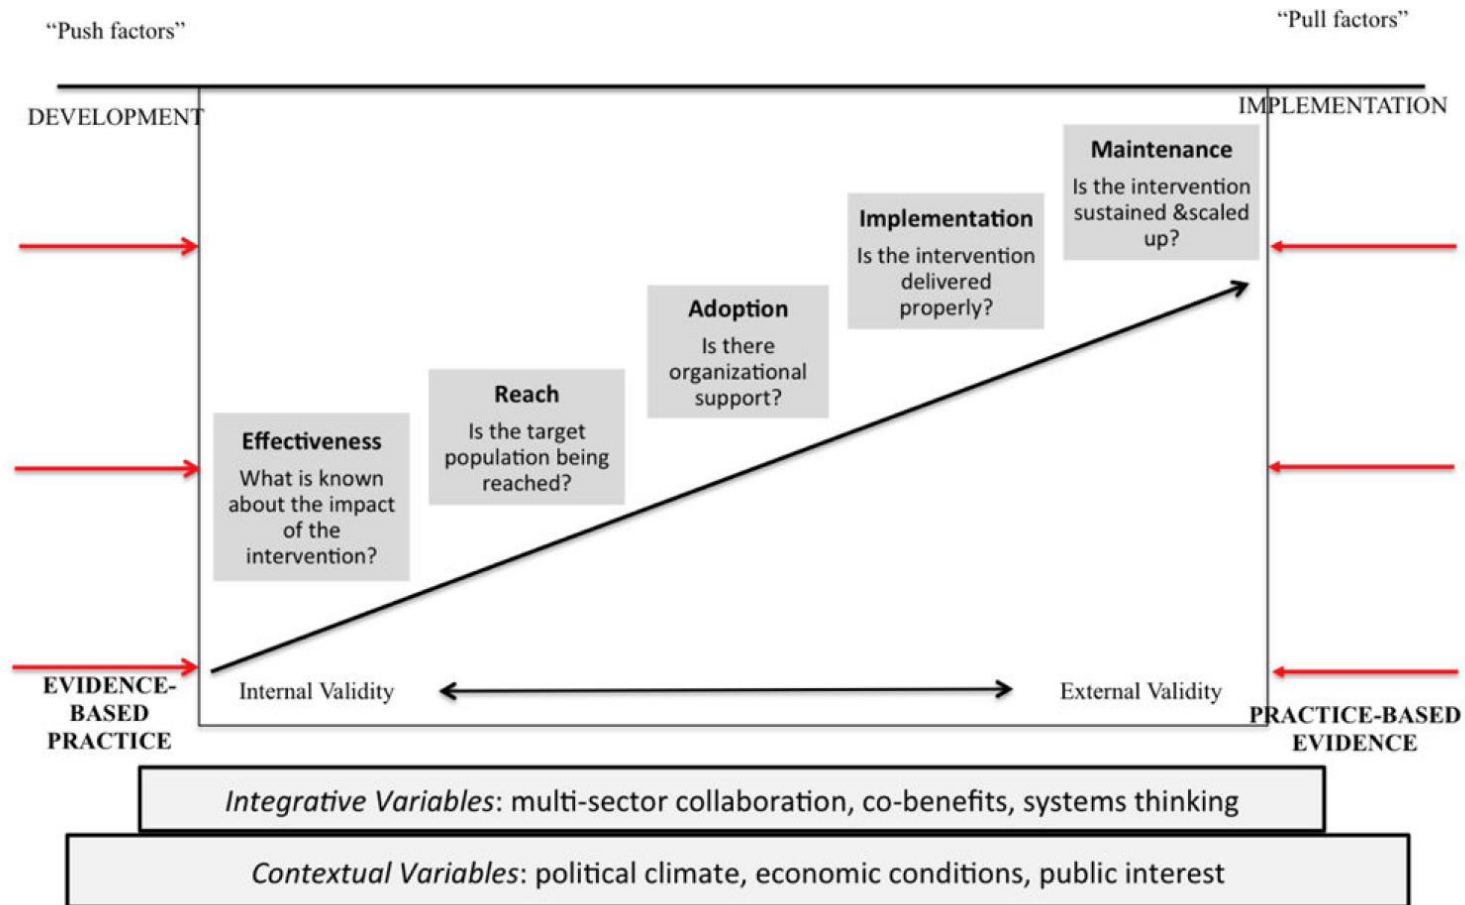 “Push factors”
“Pull factors”
DEVELOPMENT
IMPLEMENTATION
Maintenance
Is the intervention
sustained &scaled
up?
Implementation
Is the intervention
delivered
properly?
Adoption
Is there
organizational
support?
Reach
Is the target
population being
reached?
Effectiveness
What is known
about the impact
of the
intervention?
EVIDENCE-
BASED
PRACTICE
Internal Validity
External Validity
PRACTICE-BASED
EVIDENCE
Integrative Variables: multi-sector collaboration, co-benefits, systems thinking
Contextual Variables: political climate, economic conditions, public interest